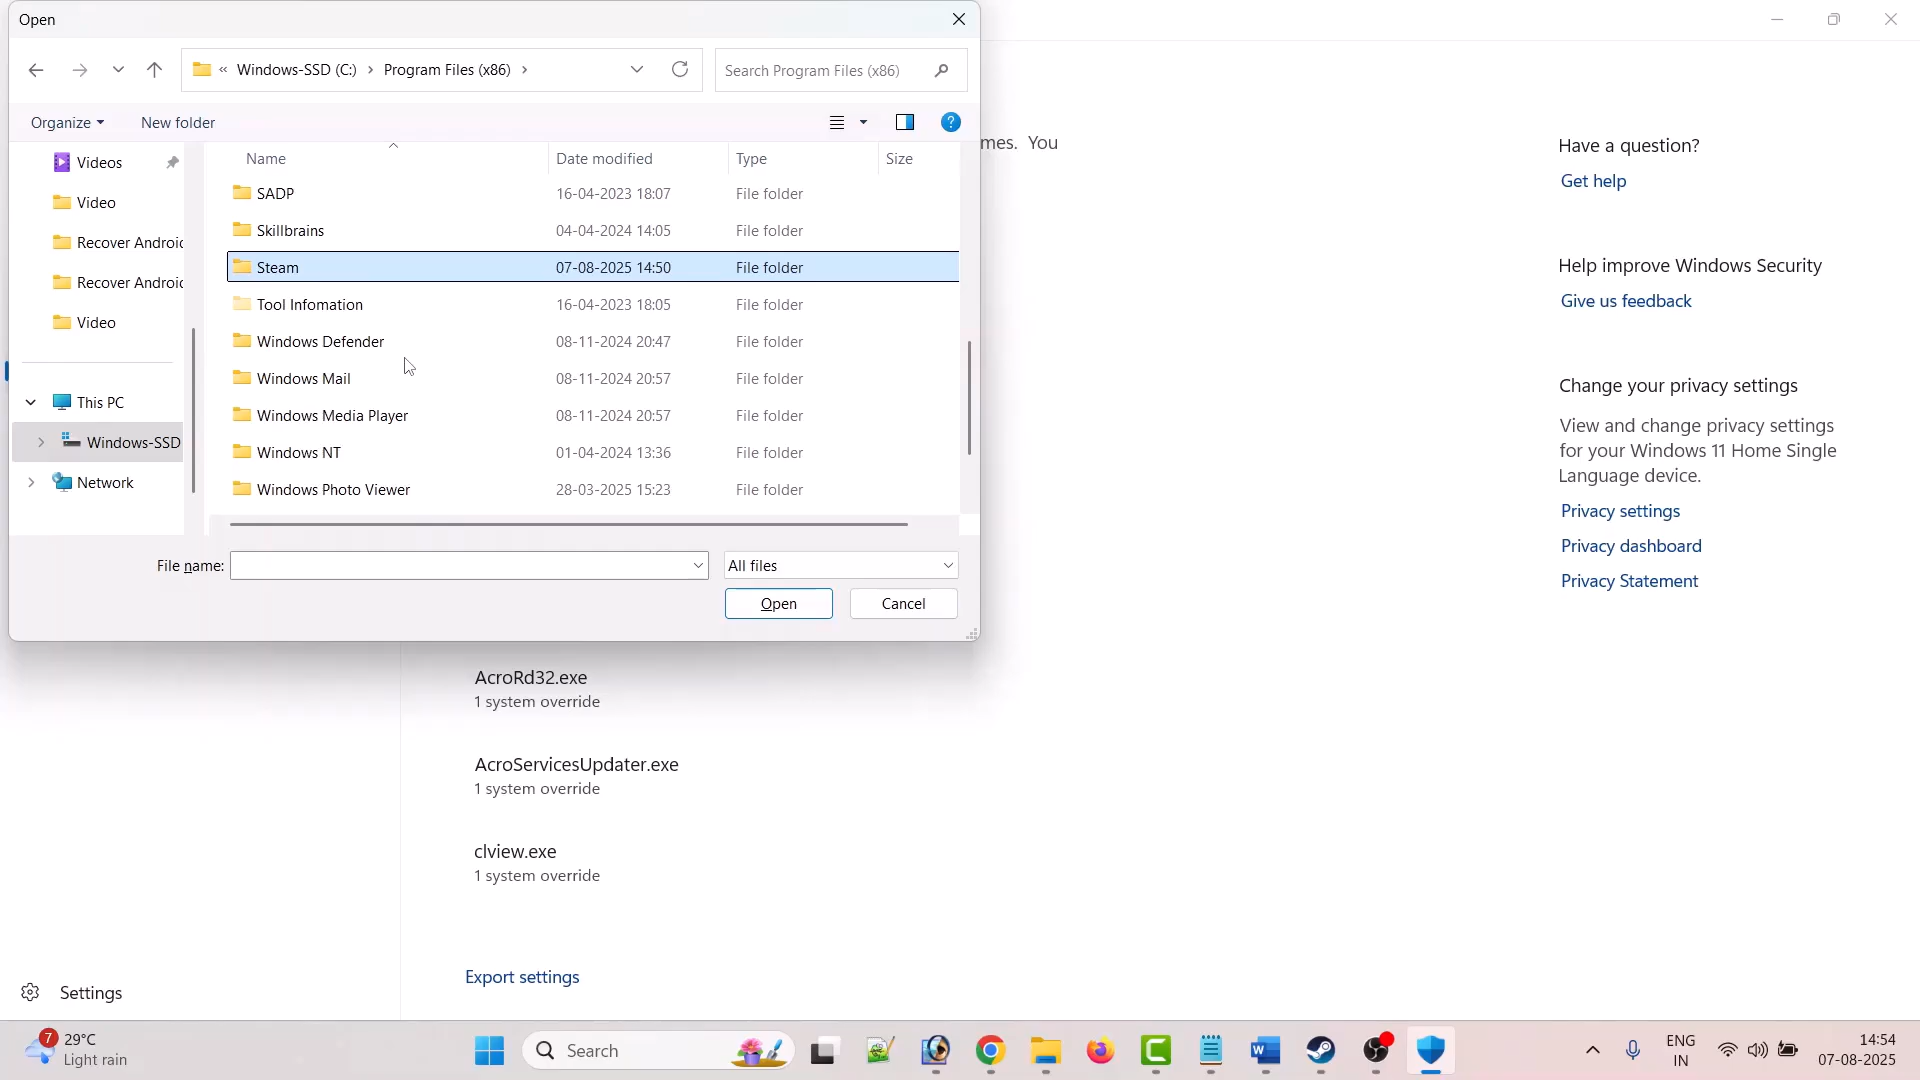 Open
« Windows-SSD (C:) › Program Files (x86) ›
Search Program Files (x86)
Organize
New folder
?
Name Date modified Type Size
Videos
Video
Recover Androi
Recover Androi
Video
This PC
Windows-SSD
Network
SADP 16-04-2023 18:07 File folder
Skillbrains 04-04-2024 14:05 File folder
Steam 07-08-2025 14:50 File folder
Tool Infomation 16-04-2023 18:05 File folder
Windows Defender 08-11-2024 20:47 File folder
Windows Mail 08-11-2024 20:57 File folder
Windows Media Player 08-11-2024 20:57 File folder
Windows NT 01-04-2024 13:36 File folder
Windows Photo Viewer 28-03-2025 15:23 File folder
File name:
All files
Open
Cancel
mes. You
AcroRd32.exe
1 system override
AcroServicesUpdater.exe
1 system override
clview.exe
1 system override
Export settings
Settings
Have a question?
Get help
Help improve Windows Security
Give us feedback
Change your privacy settings
View and change privacy settings
for your Windows 11 Home Single
Language device.
Privacy settings
Privacy dashboard
Privacy Statement
7
29°C
Light rain
Search
W
ENG
IN
14:54
07-08-2025